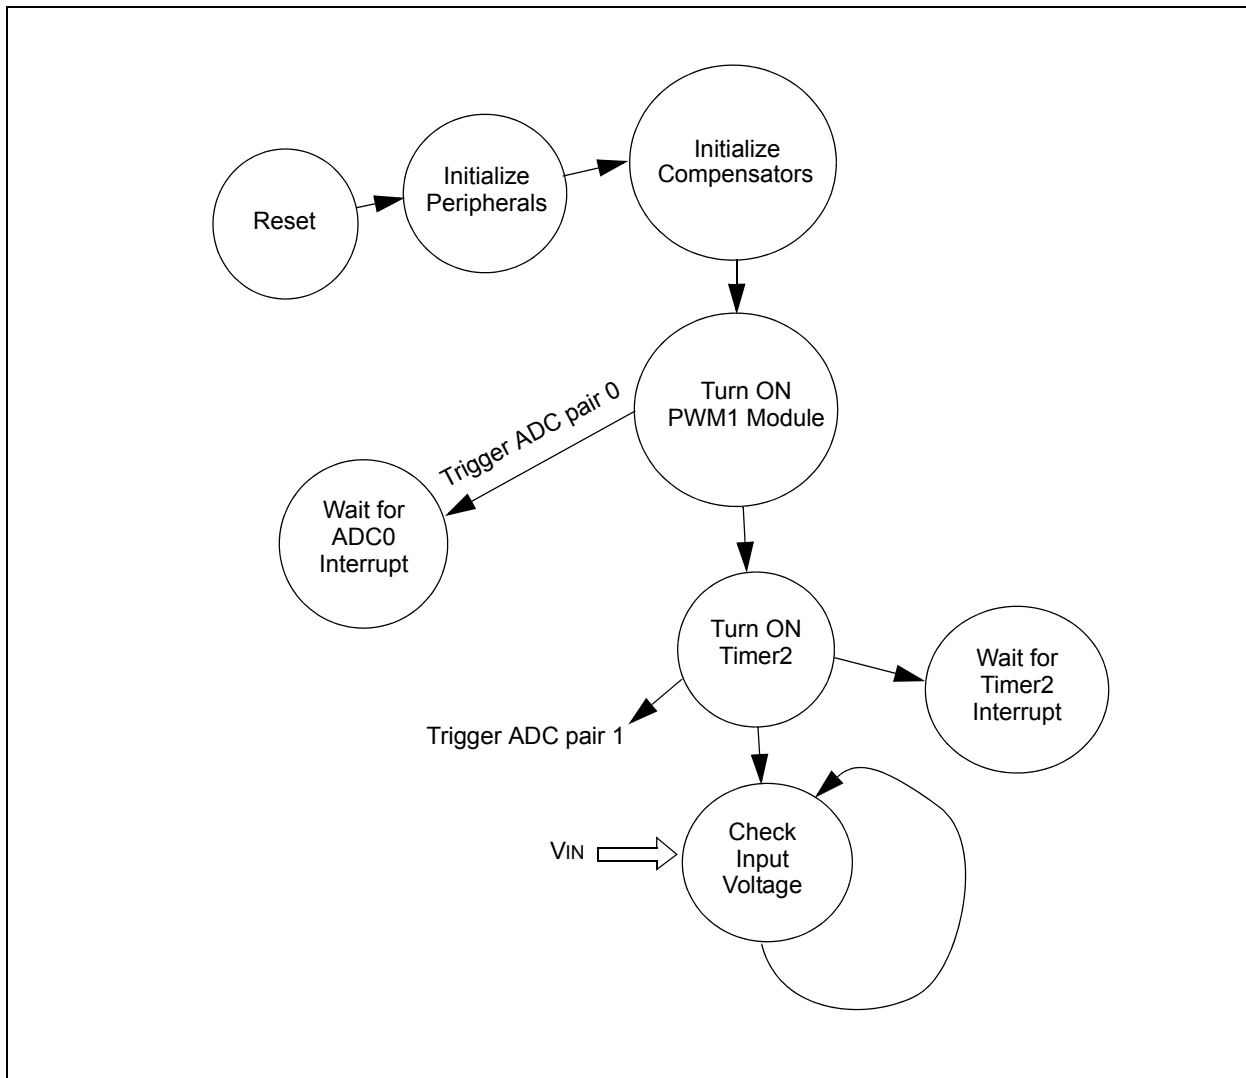 Reset
Initialize
Peripherals
Initialize
Compensators
Turn ON
PWM1 Module
Trigger ADC pair 0
Wait for
ADC0
Interrupt
Turn ON
Timer2
Wait for
Timer2
Interrupt
Trigger ADC pair 1
Check
Input
Voltage
VIN